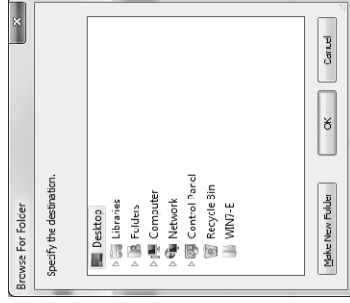 Browse For Folder
Specify the destination.
Desktop
Libraries
Folders
Computer
Network
Control Panel
Recycle Bin
WIN7-E
Make New Folder
OK
Cancel